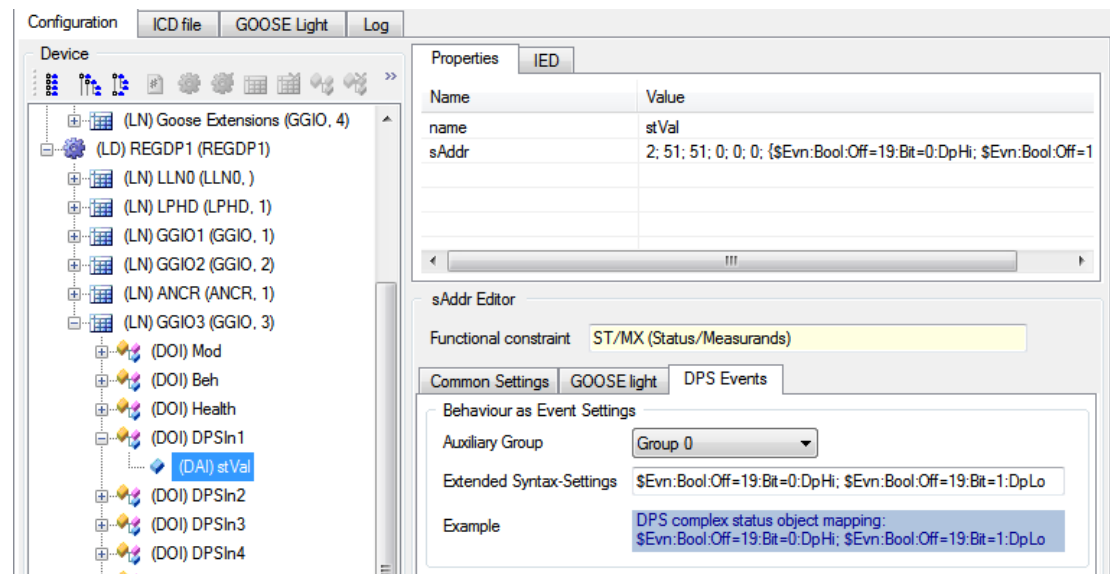 Configuration ICD file GOOSE Light Log
Device
»
(LN) Goose Extensions (GGIO, 4)
(LD) REGDP1 (REGDP1)
(LN) LLN0 (LLN0, )
(LN) LPHD (LPHD, 1)
(LN) GGIO1 (GGIO, 1)
(LN) GGIO2 (GGIO, 2)
(LN) ANCR (ANCR, 1)
(LN) GGIO3 (GGIO, 3)
(DOI) Mod
(DOI) Beh
(DOI) Health
(DOI) DPSIn1
(DAI) stVal
(DOI) DPSIn2
(DOI) DPSIn3
(DOI) DPSIn4
Properties IED
Name Value
name stVal
sAddr 2; 51; 51; 0; 0; 0; {$Evn:Bool:Off=19:Bit=0:DpHi; $Evn:Bool:Off=1
sAddr Editor
Functional constraint ST/MX (Status/Measurands)
Common Settings GOOSE light DPS Events
Behaviour as Event Settings
Auxiliary Group Group 0
Extended Syntax-Settings $Evn:Bool:Off=19:Bit=0:DpHi; $Evn:Bool:Off=19:Bit=1:DpLo
Example DPS complex status object mapping:
$Evn:Bool:Off=19:Bit=0:DpHi; $Evn:Bool:Off=19:Bit=1:DpLo